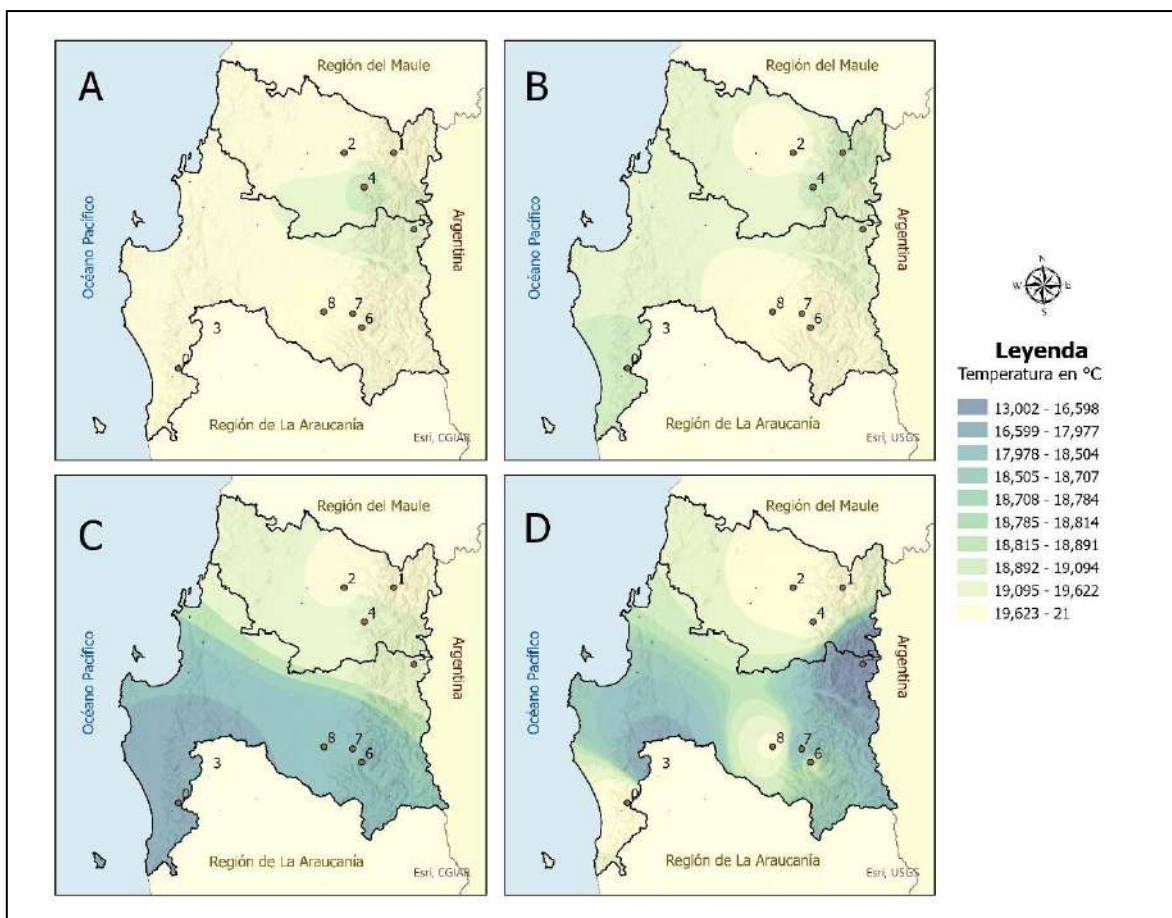 A
Región del Maule
2
1
4
Océano Pacífico
Argentina
8
7
6
3
0
Región de La Araucanía
Esri, CGIAR
B
Región del Maule
2
1
4
Océano Pacífico
Argentina
8
7
6
3
0
Región de La Araucanía
Esri, USGS
C
Región del Maule
2
1
4
Océano Pacífico
Argentina
8
7
6
3
0
Región de La Araucanía
Esri, CGIAR
D
Región del Maule
2
1
4
Océano Pacífico
Argentina
8
7
6
3
0
Región de La Araucanía
Esri, USGS
N
W
E
S
Leyenda
Temperatura en °C
13,002 - 16,598
16,599 - 17,977
17,978 - 18,504
18,505 - 18,707
18,708 - 18,784
18,785 - 18,814
18,815 - 18,891
18,892 - 19,094
19,095 - 19,622
19,623 - 21